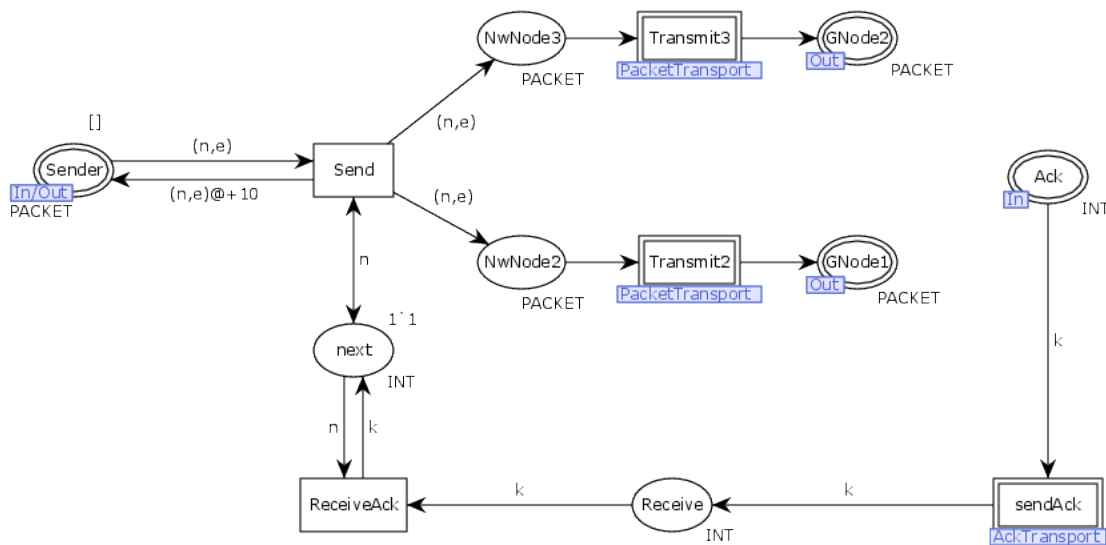 NwNode3
PACKET
Transmit3
PacketTransport
GNode2
Out
PACKET
[]
(n,e)
(n,e)
Sender
In/Out
PACKET
(n,e)@+10
Send
(n,e)
Ack
In
INT
NwNode2
PACKET
Transmit2
PacketTransport
GNode1
Out
PACKET
n
1`1
next
INT
k
n
k
ReceiveAck
k
Receive
INT
k
sendAck
AckTransport